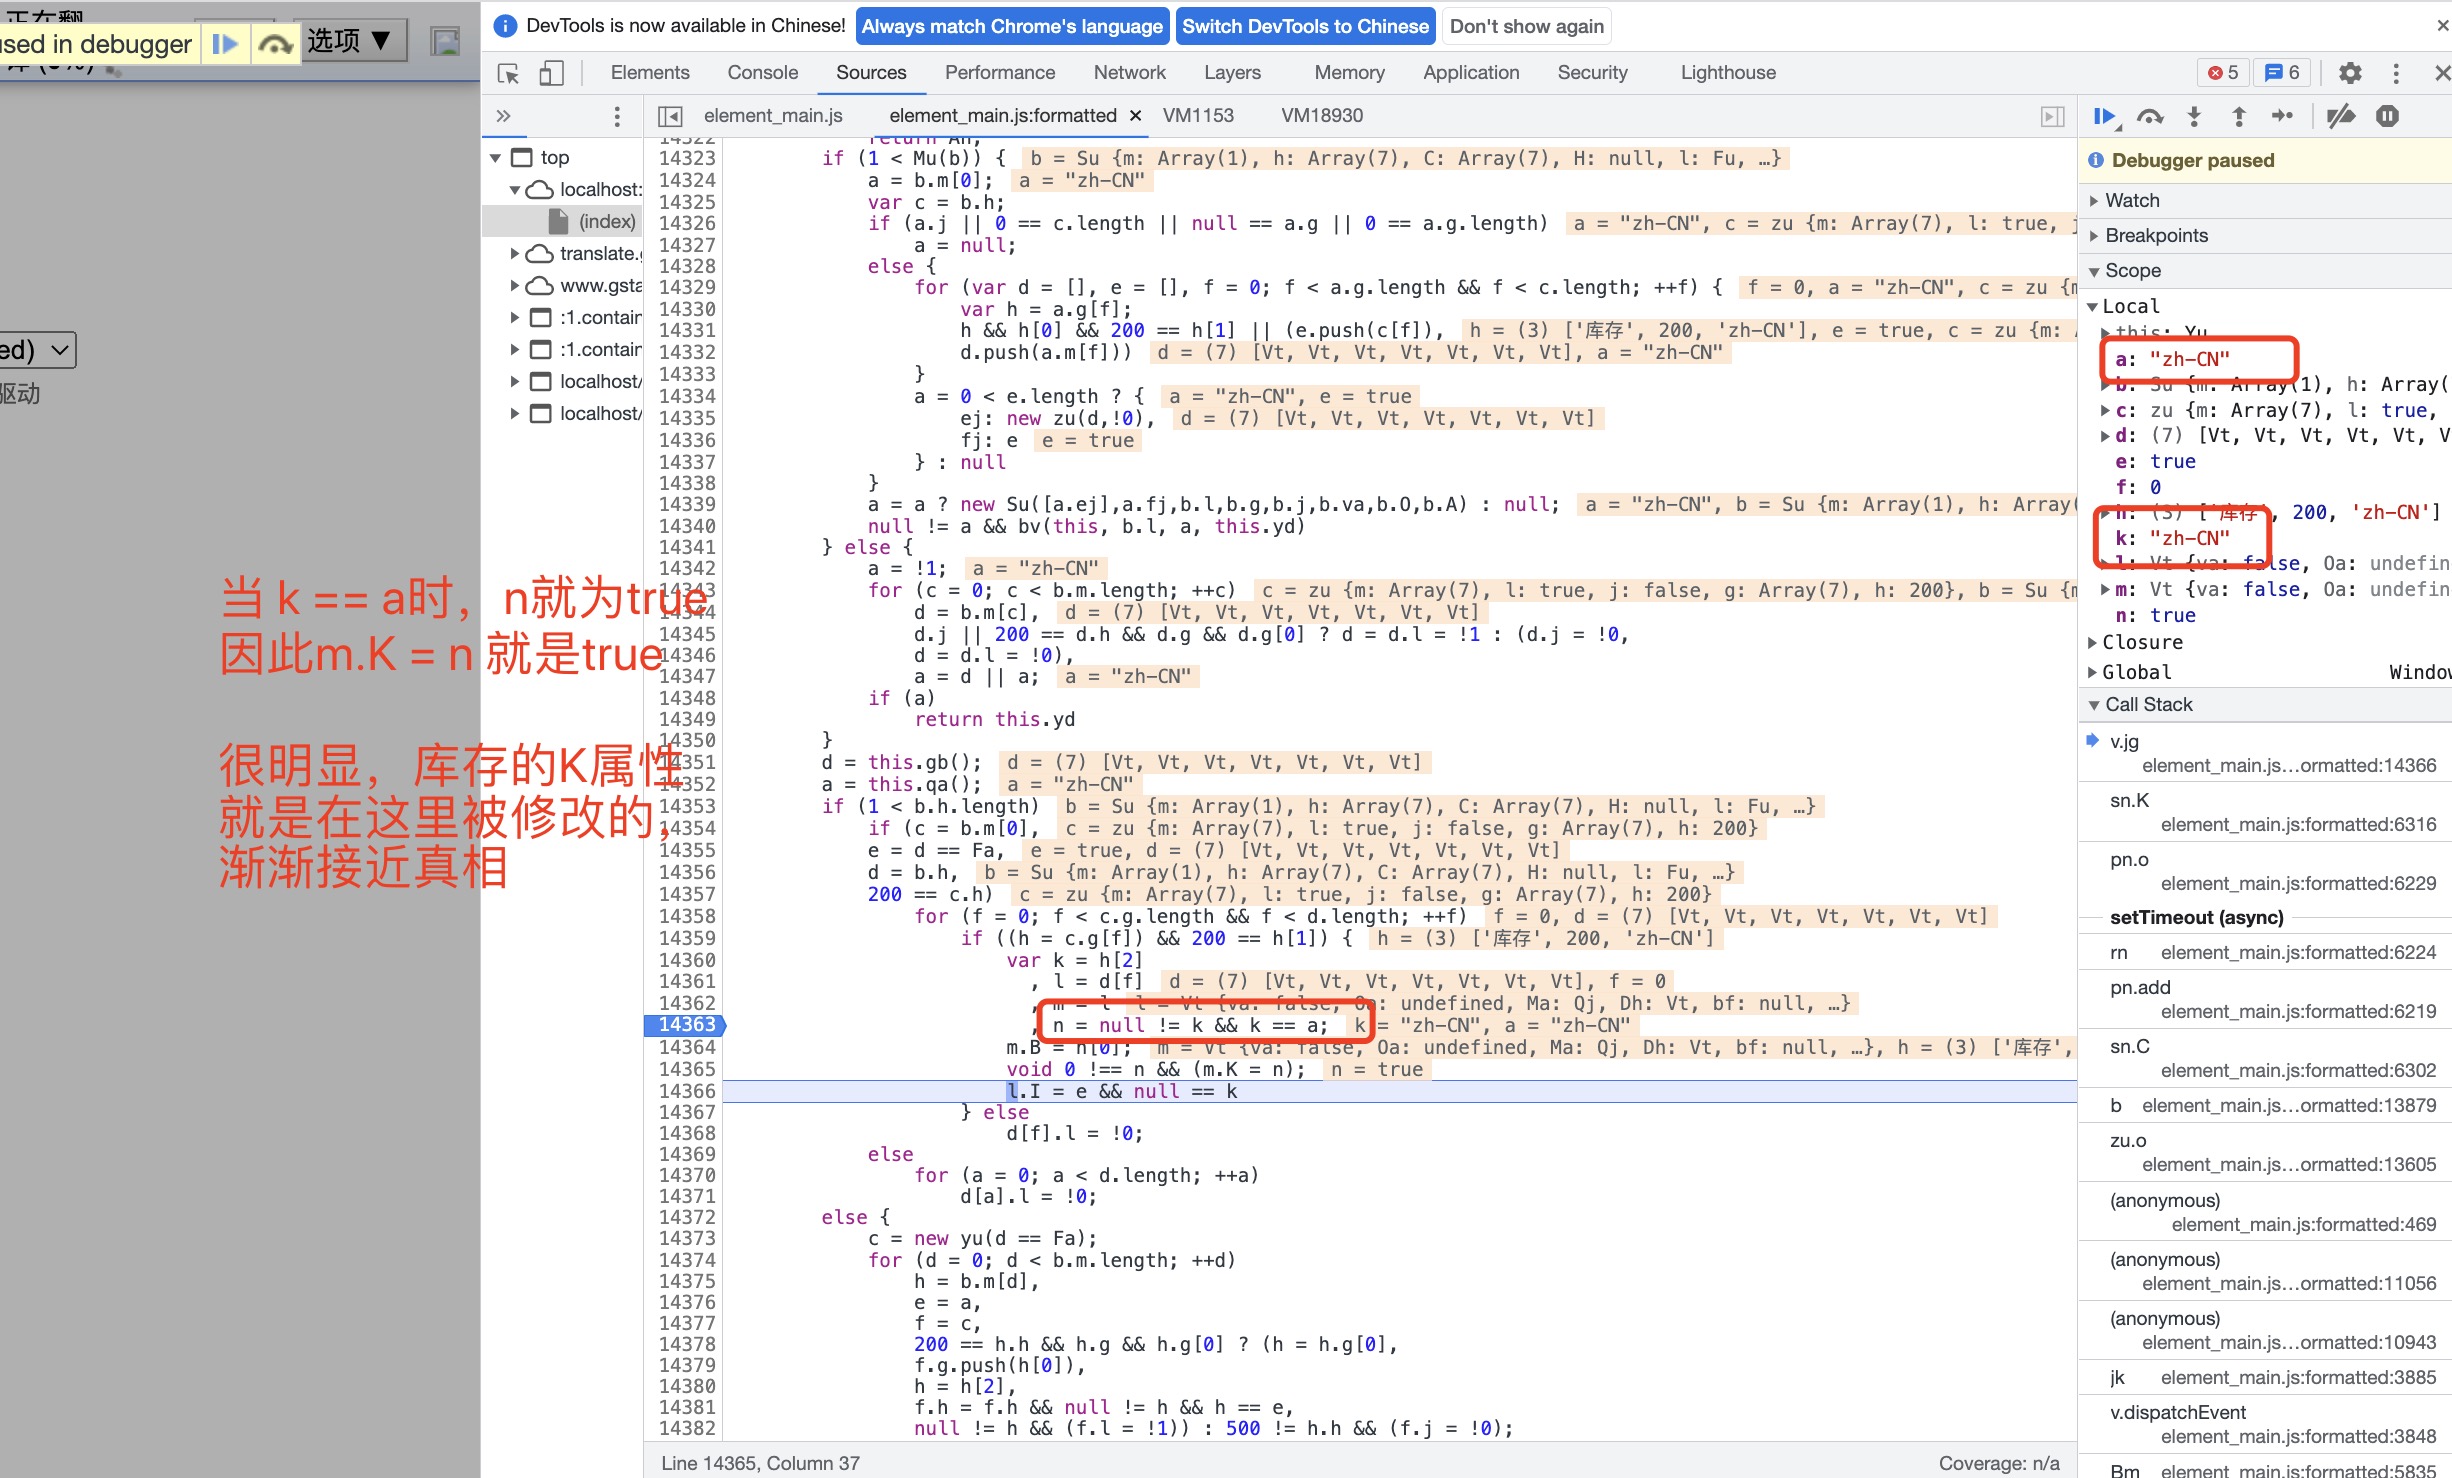 DevTools is now available in Chinese! Always match Chrome's language Switch DevTools to Chinese Don't show again
used in debugger 选项 ▼
Elements Console Sources Performance Network Layers Memory Application Security Lighthouse 5 6
element_main.js element_main.js:formatted × VM1153 VM18930
top
localhost:
(index)
translate.
www.gsta
:1.contain
:1.contain
localhost/
localhost/
ed)
驱动
当 k == a时，n就为true,
因此m.K = n 就是true
很明显，库存的K属性
就是在这里被修改的，
渐渐接近真相
14322 return An;
14323 if (1 < Mu(b)) { b = Su {m: Array(1), h: Array(7), C: Array(7), H: null, l: Fu, …}
14324 a = b.m[0]; a = "zh-CN"
14325 var c = b.h;
14326 if (a.j || 0 == c.length || null == a.g || 0 == a.g.length) a = "zh-CN", c = zu {m: Array(7), l: true, j
14327 a = null;
14328 else {
14329 for (var d = [], e = [], f = 0; f < a.g.length && f < c.length; ++f) { f = 0, a = "zh-CN", c = zu {m
14330 var h = a.g[f];
14331 h && h[0] && 200 == h[1] || (e.push(c[f]), h = (3) ['库存', 200, 'zh-CN'], e = true, c = zu {m: A
14332 d.push(a.m[f])) d = (7) [Vt, Vt, Vt, Vt, Vt, Vt, Vt], a = "zh-CN"
14333 }
14334 a = 0 < e.length ? { a = "zh-CN", e = true
14335 ej: new zu(d,!0), d = (7) [Vt, Vt, Vt, Vt, Vt, Vt, Vt]
14336 fj: e e = true
14337 } : null
14338 }
14339 a = a ? new Su([a.ej],a.fj,b.l,b.g,b.j,b.va,b.O,b.A) : null; a = "zh-CN", b = Su {m: Array(1), h: Array(
14340 null != a && bv(this, b.l, a, this.yd)
14341 } else {
14342 a = !1; a = "zh-CN"
14343 for (c = 0; c < b.m.length; ++c) c = zu {m: Array(7), l: true, j: false, g: Array(7), h: 200}, b = Su {m
14344 d = b.m[c], d = (7) [Vt, Vt, Vt, Vt, Vt, Vt, Vt]
14345 d.j || 200 == d.h && d.g && d.g[0] ? d = d.l = !1 : (d.j = !0,
14346 d = d.l = !0),
14347 a = d || a; a = "zh-CN"
14348 if (a)
14349 return this.yd
14350 }
14351 d = this.gb(); d = (7) [Vt, Vt, Vt, Vt, Vt, Vt, Vt]
14352 a = this.qa(); a = "zh-CN"
14353 if (1 < b.h.length) b = Su {m: Array(1), h: Array(7), C: Array(7), H: null, l: Fu, …}
14354 if (c = b.m[0], c = zu {m: Array(7), l: true, j: false, g: Array(7), h: 200}
14355 e = d == Fa, e = true, d = (7) [Vt, Vt, Vt, Vt, Vt, Vt, Vt]
14356 d = b.h, b = Su {m: Array(1), h: Array(7), C: Array(7), H: null, l: Fu, …}
14357 200 == c.h) c = zu {m: Array(7), l: true, j: false, g: Array(7), h: 200}
14358 for (f = 0; f < c.g.length && f < d.length; ++f) f = 0, d = (7) [Vt, Vt, Vt, Vt, Vt, Vt, Vt]
14359 if ((h = c.g[f]) && 200 == h[1]) { h = (3) ['库存', 200, 'zh-CN']
14360 var k = h[2]
14361 , l = d[f] d = (7) [Vt, Vt, Vt, Vt, Vt, Vt, Vt], f = 0
14362 , m = l l = Vt {va: false, Oa: undefined, Ma: Qj, Dh: Vt, bf: null, …}
14363 , n = null != k && k == a; k = "zh-CN", a = "zh-CN"
14364 m.B = h[0]; m = Vt {va: false, Oa: undefined, Ma: Qj, Dh: Vt, bf: null, …}, h = (3) ['库存',
14365 void 0 !== n && (m.K = n); n = true
14366 l.I = e && null == k
14367 } else
14368 d[f].l = !0;
14369 else
14370 for (a = 0; a < d.length; ++a)
14371 d[a].l = !0;
14372 else {
14373 c = new yu(d == Fa);
14374 for (d = 0; d < b.m.length; ++d)
14375 h = b.m[d],
14376 e = a,
14377 f = c,
14378 200 == h.h && h.g && h.g[0] ? (h = h.g[0],
14379 f.g.push(h[0]),
14380 h = h[2],
14381 f.h = f.h && null != h && h == e,
14382 null != h && (f.l = !1)) : 500 != h.h && (f.j = !0);
Line 14365, Column 37 Coverage: n/a
Debugger paused
Watch
Breakpoints
Scope
Local
this: Yu
a: "zh-CN"
b: Su {m: Array(1), h: Array(
c: zu {m: Array(7), l: true,
d: (7) [Vt, Vt, Vt, Vt, Vt, V
e: true
f: 0
h: (3) ['库存', 200, 'zh-CN']
k: "zh-CN"
l: Vt {va: false, Oa: undefin
m: Vt {va: false, Oa: undefin
n: true
Closure
Global Window
Call Stack
v.jg
element_main.js…ormatted:14366
sn.K
element_main.js:formatted:6316
pn.o
element_main.js:formatted:6229
setTimeout (async)
rn element_main.js:formatted:6224
pn.add
element_main.js:formatted:6219
sn.C
element_main.js:formatted:6302
b element_main.js…ormatted:13879
zu.o
element_main.js…ormatted:13605
(anonymous)
element_main.js:formatted:469
(anonymous)
element_main.js…ormatted:11056
(anonymous)
element_main.js…ormatted:10943
jk element_main.js:formatted:3885
v.dispatchEvent
element_main.js:formatted:3848
Bm element_main.js:formatted:5835